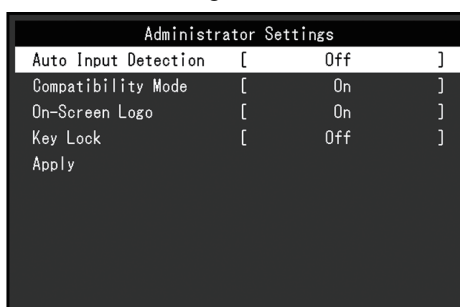 Administrator Settings
Auto Input Detection [ Off ]
Compatibility Mode [ On ]
On-Screen Logo [ On ]
Key Lock [ Off ]
Apply